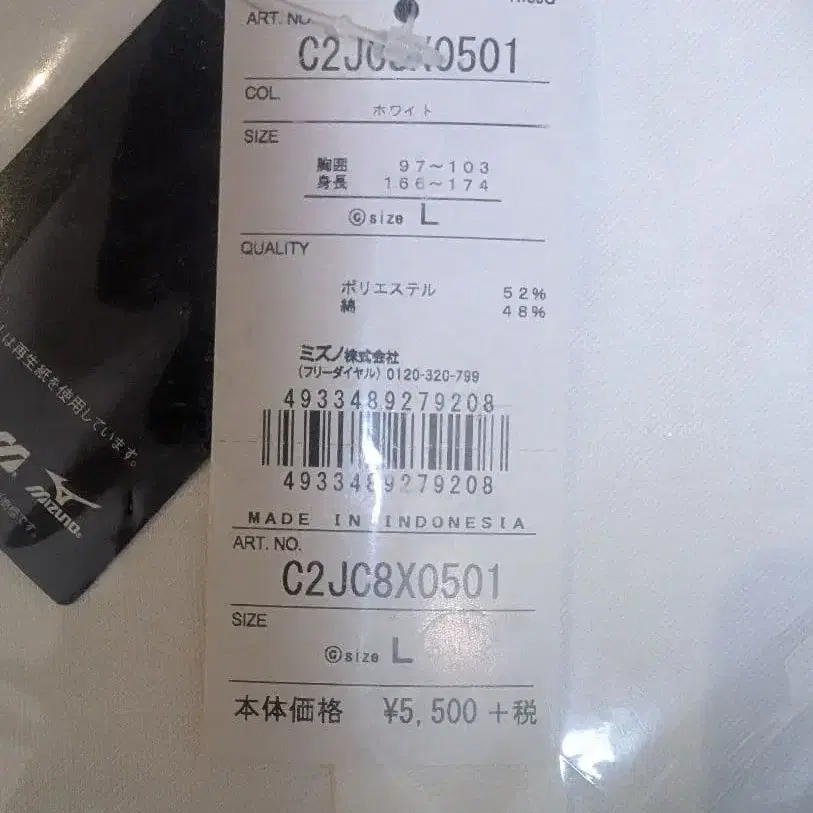 ART. NO.
C2JC8X0501
COL.
ホワイト
SIZE
胸囲 97～103
身長 166～174
Ⓖsize L
QUALITY
ポリエステル 52%
綿 48%
ミズノ株式会社
(フリーダイヤル) 0120-320-799
4933489279208
4933489279208
MADE IN INDONESIA
ART. NO.
C2JC8X0501
SIZE
Ⓖsize L
本体価格 ¥5,500＋税
は再生紙を使用しています。
MIZUNO